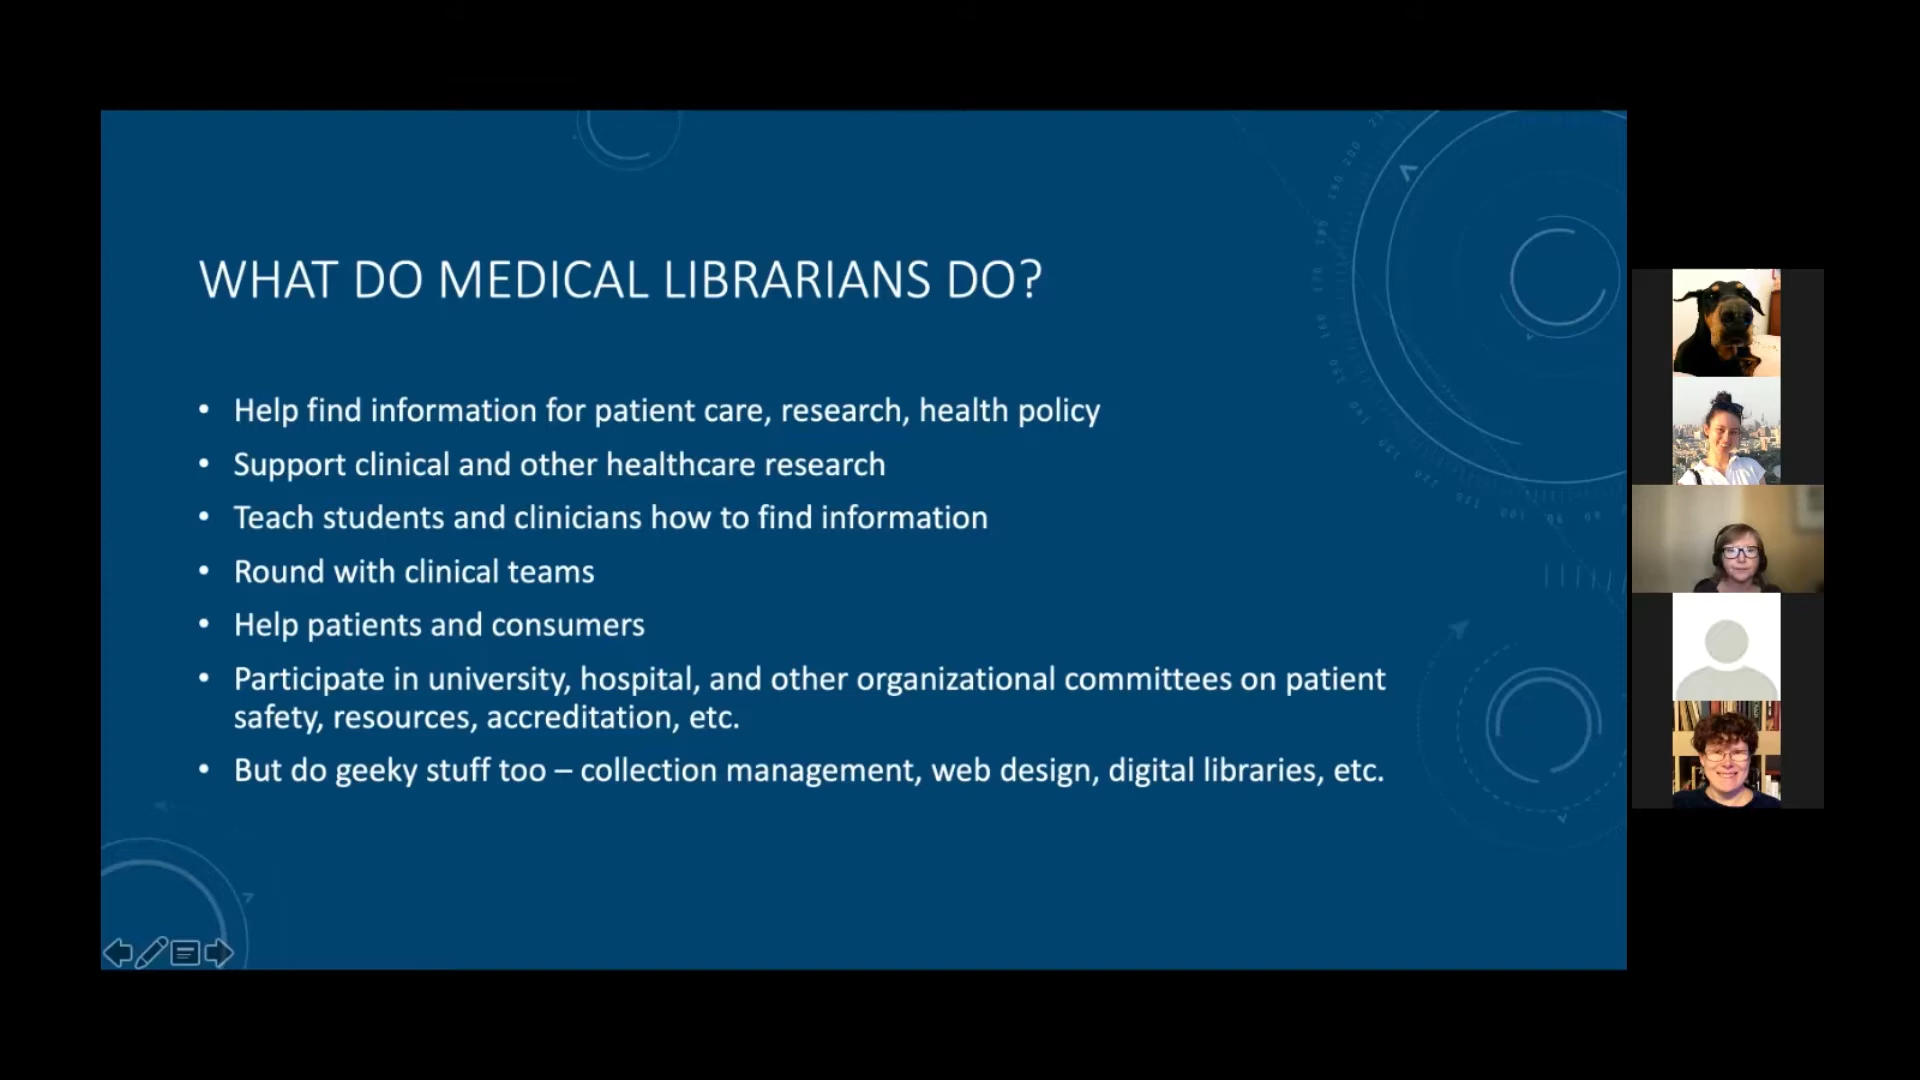 WHAT DO MEDICAL LIBRARIANS DO?
• Help find information for patient care, research, health policy
• Support clinical and other healthcare research
• Teach students and clinicians how to find information
• Round with clinical teams
• Help patients and consumers
• Participate in university, hospital, and other organizational committees on patient
safety, resources, accreditation, etc.
• But do geeky stuff too – collection management, web design, digital libraries, etc.